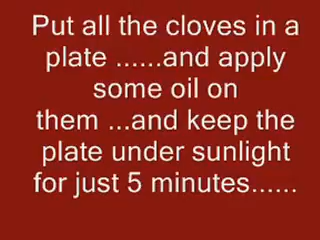 Put all the cloves in a
plate ......and apply
some oil on
them ...and keep the
plate under sunlight
for just 5 minutes......